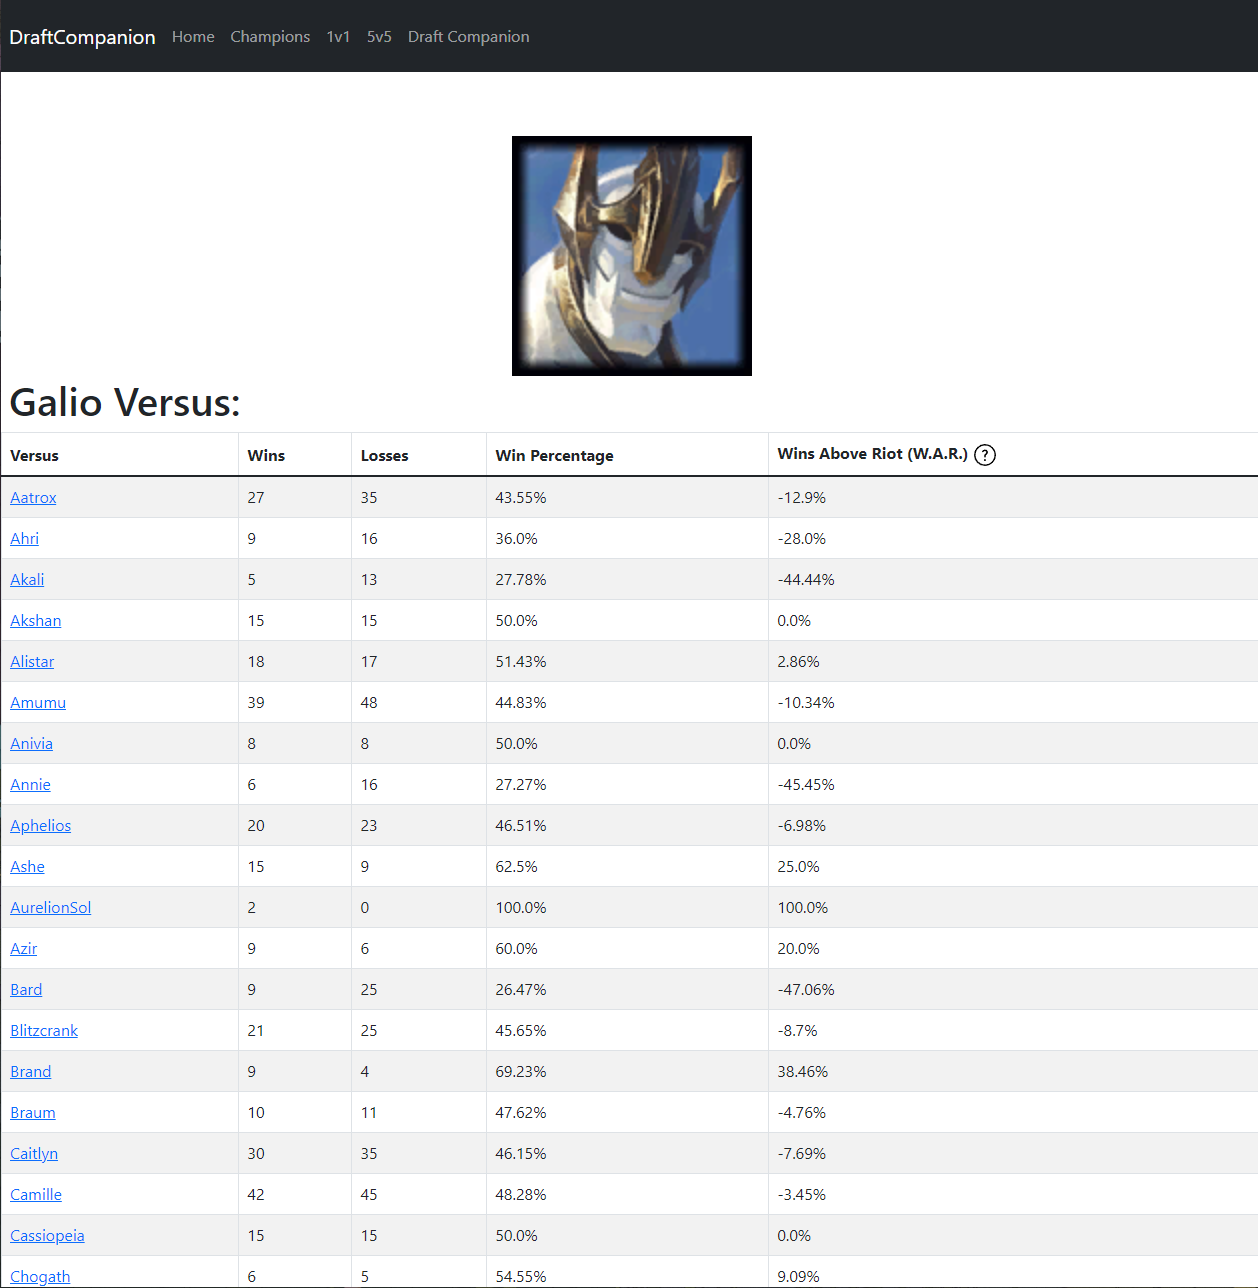 DraftCompanion Home Champions 1v1 5v5 Draft Companion
Galio Versus:
Versus Wins Losses Win Percentage Wins Above Riot (W.A.R.) ?
Aatrox 27 35 43.55% -12.9%
Ahri 9 16 36.0% -28.0%
Akali 5 13 27.78% -44.44%
Akshan 15 15 50.0% 0.0%
Alistar 18 17 51.43% 2.86%
Amumu 39 48 44.83% -10.34%
Anivia 8 8 50.0% 0.0%
Annie 6 16 27.27% -45.45%
Aphelios 20 23 46.51% -6.98%
Ashe 15 9 62.5% 25.0%
AurelionSol 2 0 100.0% 100.0%
Azir 9 6 60.0% 20.0%
Bard 9 25 26.47% -47.06%
Blitzcrank 21 25 45.65% -8.7%
Brand 9 4 69.23% 38.46%
Braum 10 11 47.62% -4.76%
Caitlyn 30 35 46.15% -7.69%
Camille 42 45 48.28% -3.45%
Cassiopeia 15 15 50.0% 0.0%
Chogath 6 5 54.55% 9.09%